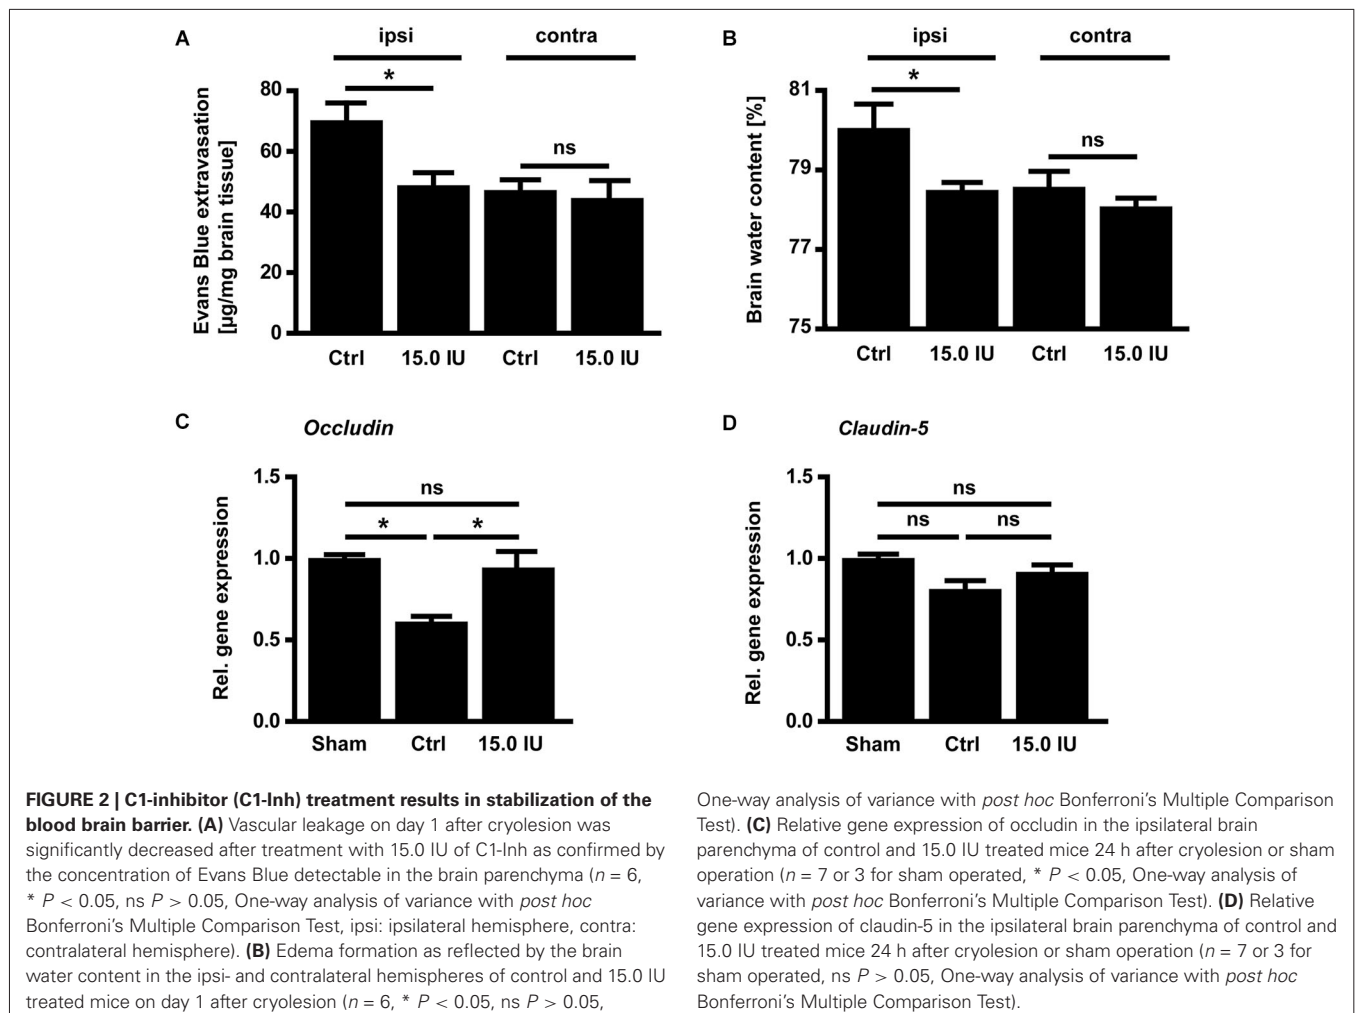 A
ipsi
contra
*
ns
Evans Blue extravasation
[µg/mg brain tissue]
80
60
40
20
0
Ctrl
15.0 IU
Ctrl
15.0 IU
B
ipsi
contra
*
ns
Brain water content [%]
81
79
77
75
Ctrl
15.0 IU
Ctrl
15.0 IU
C
Occludin
ns
*
*
Rel. gene expression
1.5
1.0
0.5
0.0
Sham
Ctrl
15.0 IU
D
Claudin-5
ns
ns
ns
Rel. gene expression
1.5
1.0
0.5
0.0
Sham
Ctrl
15.0 IU
FIGURE 2 | C1-inhibitor (C1-Inh) treatment results in stabilization of the
blood brain barrier. (A) Vascular leakage on day 1 after cryolesion was
significantly decreased after treatment with 15.0 IU of C1-Inh as confirmed by
the concentration of Evans Blue detectable in the brain parenchyma (n = 6,
* P < 0.05, ns P > 0.05, One-way analysis of variance with post hoc
Bonferroni’s Multiple Comparison Test, ipsi: ipsilateral hemisphere, contra:
contralateral hemisphere). (B) Edema formation as reflected by the brain
water content in the ipsi- and contralateral hemispheres of control and 15.0 IU
treated mice on day 1 after cryolesion (n = 6, * P < 0.05, ns P > 0.05,
One-way analysis of variance with post hoc Bonferroni’s Multiple Comparison
Test). (C) Relative gene expression of occludin in the ipsilateral brain
parenchyma of control and 15.0 IU treated mice 24 h after cryolesion or sham
operation (n = 7 or 3 for sham operated, * P < 0.05, One-way analysis of
variance with post hoc Bonferroni’s Multiple Comparison Test). (D) Relative
gene expression of claudin-5 in the ipsilateral brain parenchyma of control and
15.0 IU treated mice 24 h after cryolesion or sham operation (n = 7 or 3 for
sham operated, ns P > 0.05, One-way analysis of variance with post hoc
Bonferroni’s Multiple Comparison Test).